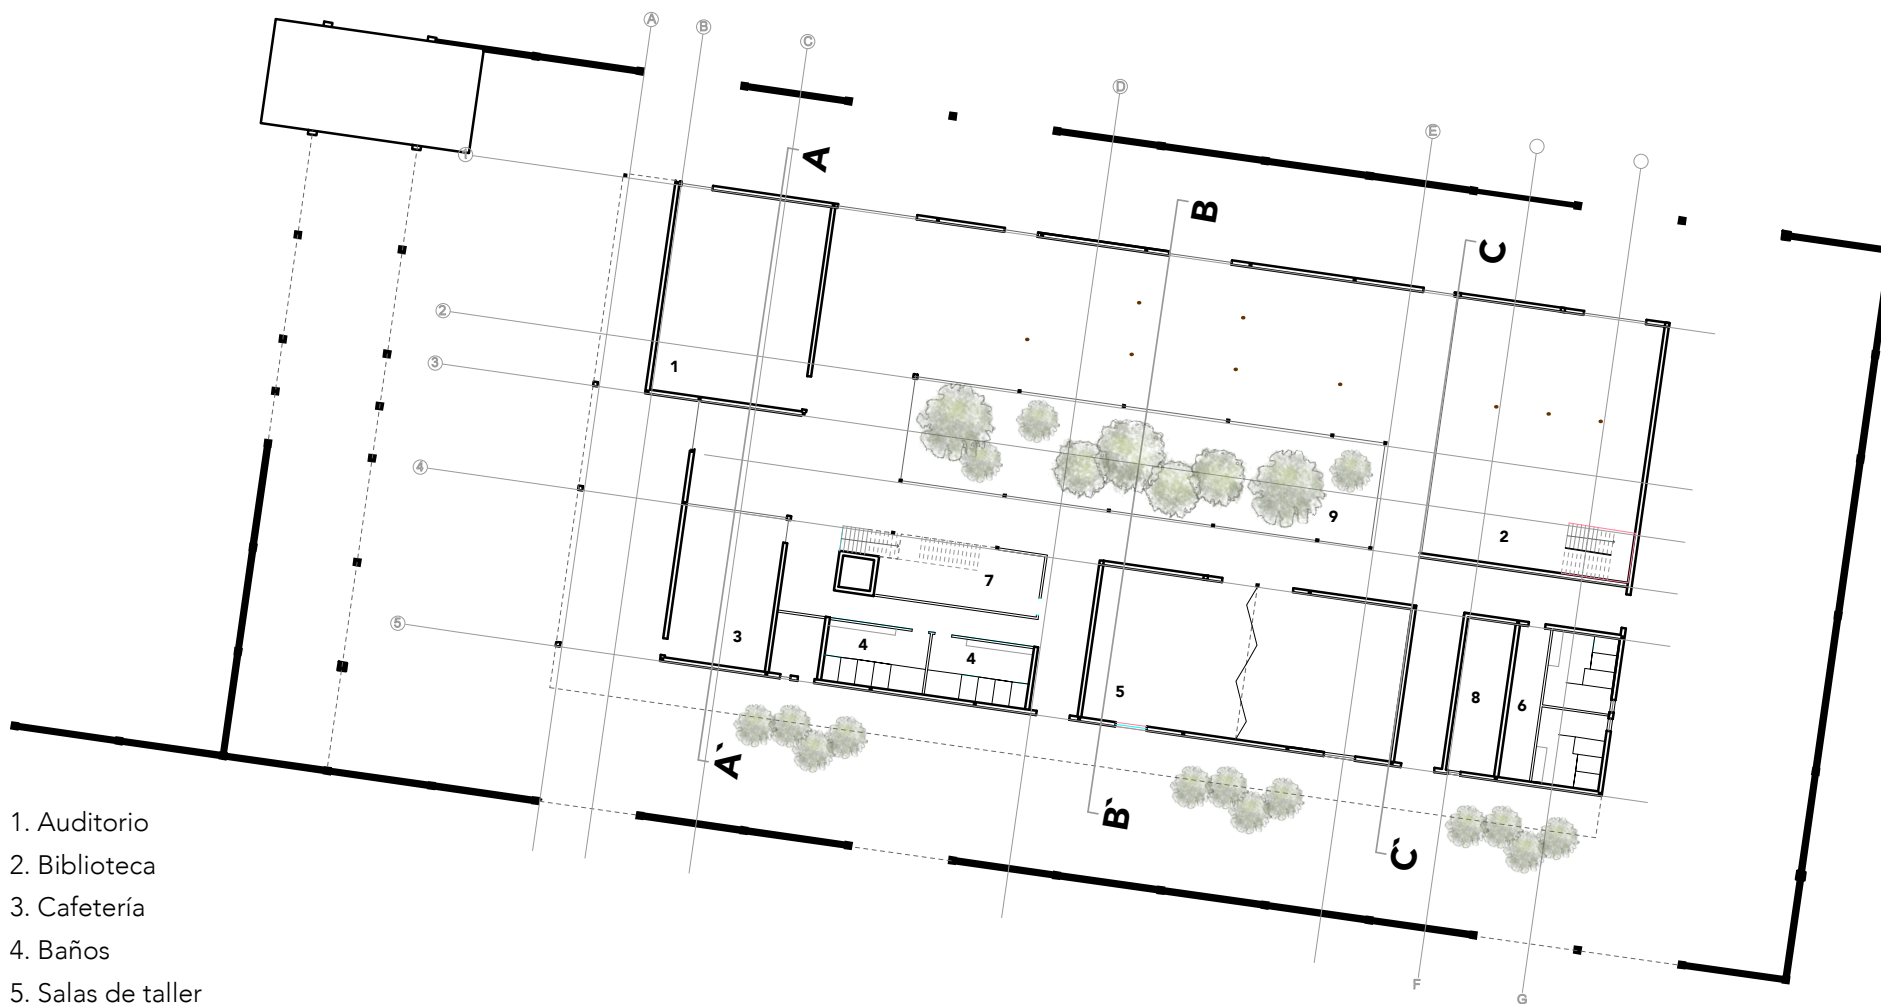 A
B
C
D
E
1
2
3
4
5
A
B
C
1
2
9
7
3
4
4
5
8
6
A`
B`
C`
F
G
1. Auditorio
2. Biblioteca
3. Cafetería
4. Baños
5. Salas de taller